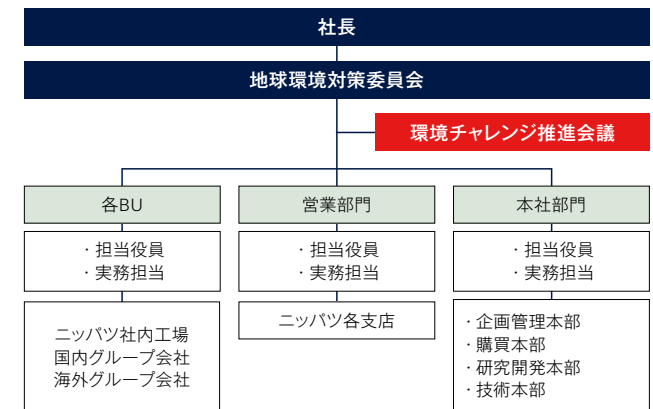 社長
地球環境対策委員会
環境チャレンジ推進会議
各BU
営業部門
本社部門
・担当役員
・実務担当
・担当役員
・実務担当
・担当役員
・実務担当
ニッパツ社内工場
国内グループ会社
海外グループ会社
ニッパツ各支店
・企画管理本部
・購買本部
・研究開発本部
・技術本部